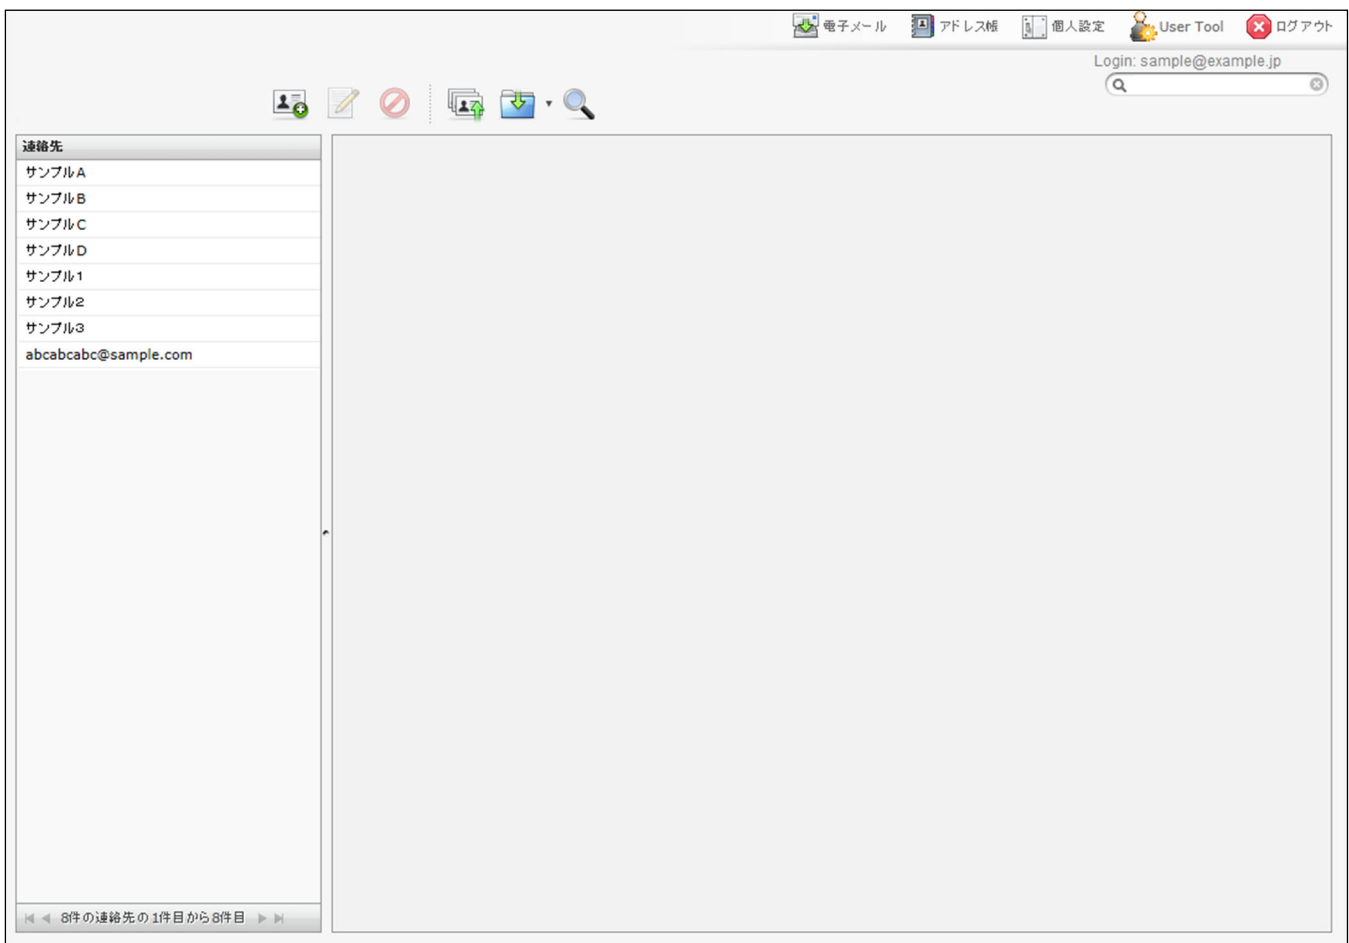 電子メール アドレス帳 個人設定 User Tool ログアウト
Login: sample@example.jp
連絡先
サンプルA
サンプルB
サンプルC
サンプルD
サンプル1
サンプル2
サンプル3
abcabcabc@sample.com
8件の連絡先の1件目から8件目